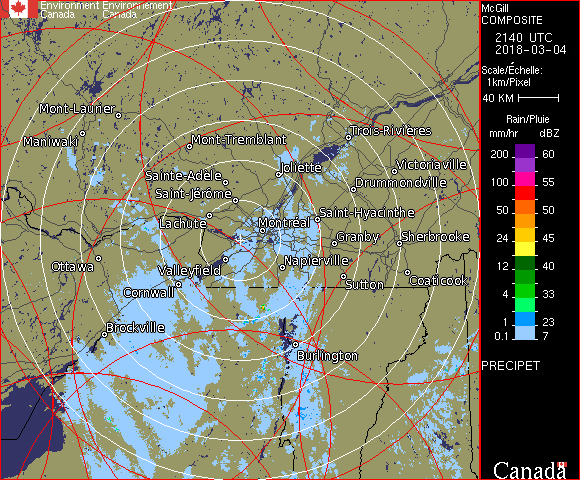 Environment Environnement
Canada Canada
McGill
COMPOSITE
2140 UTC
2018-03-04
Scale/Échelle:
1km/Pixel
40 KM
Rain/Pluie
mm/hr dBZ
200 60
100 55
50 50
24 45
12 40
4 33
1 23
0.1 7
PRECIPET
Canada
Mont-Laurier
Maniwaki
Mont-Tremblant
Trois-Rivières
Sainte-Adèle
Joliette
Victoriaville
Saint-Jérôme
Drummondville
Lachute
Montréal
Saint-Hyacinthe
Granby
Sherbrooke
Ottawa
Valleyfield
Napierville
Cornwall
Sutton
Coaticook
Brockville
Burlington